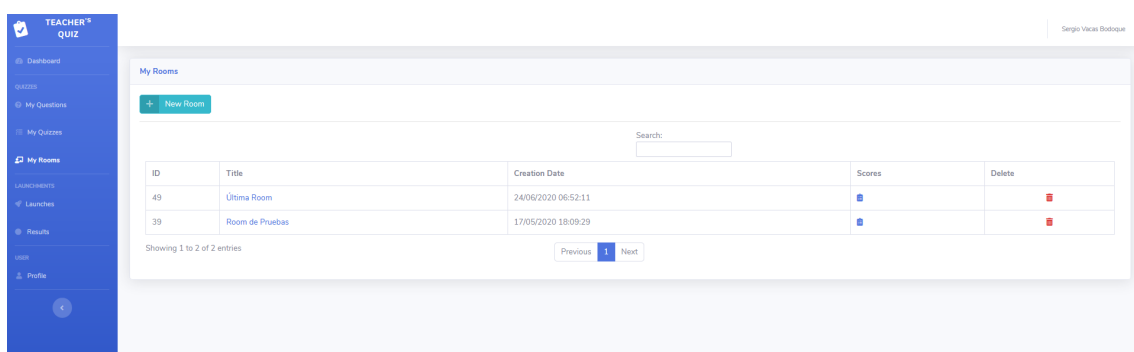 TEACHER'S
QUIZ
Sergio Vacas Bodoque
Dashboard
QUIZZES
My Questions
My Quizzes
My Rooms
LAUNCHMENTS
Launches
Results
USER
Profile
My Rooms
+ New Room
Search:
ID Title Creation Date Scores Delete
49 Última Room 24/06/2020 06:52:11
39 Room de Pruebas 17/05/2020 18:09:29
Showing 1 to 2 of 2 entries
Previous 1 Next